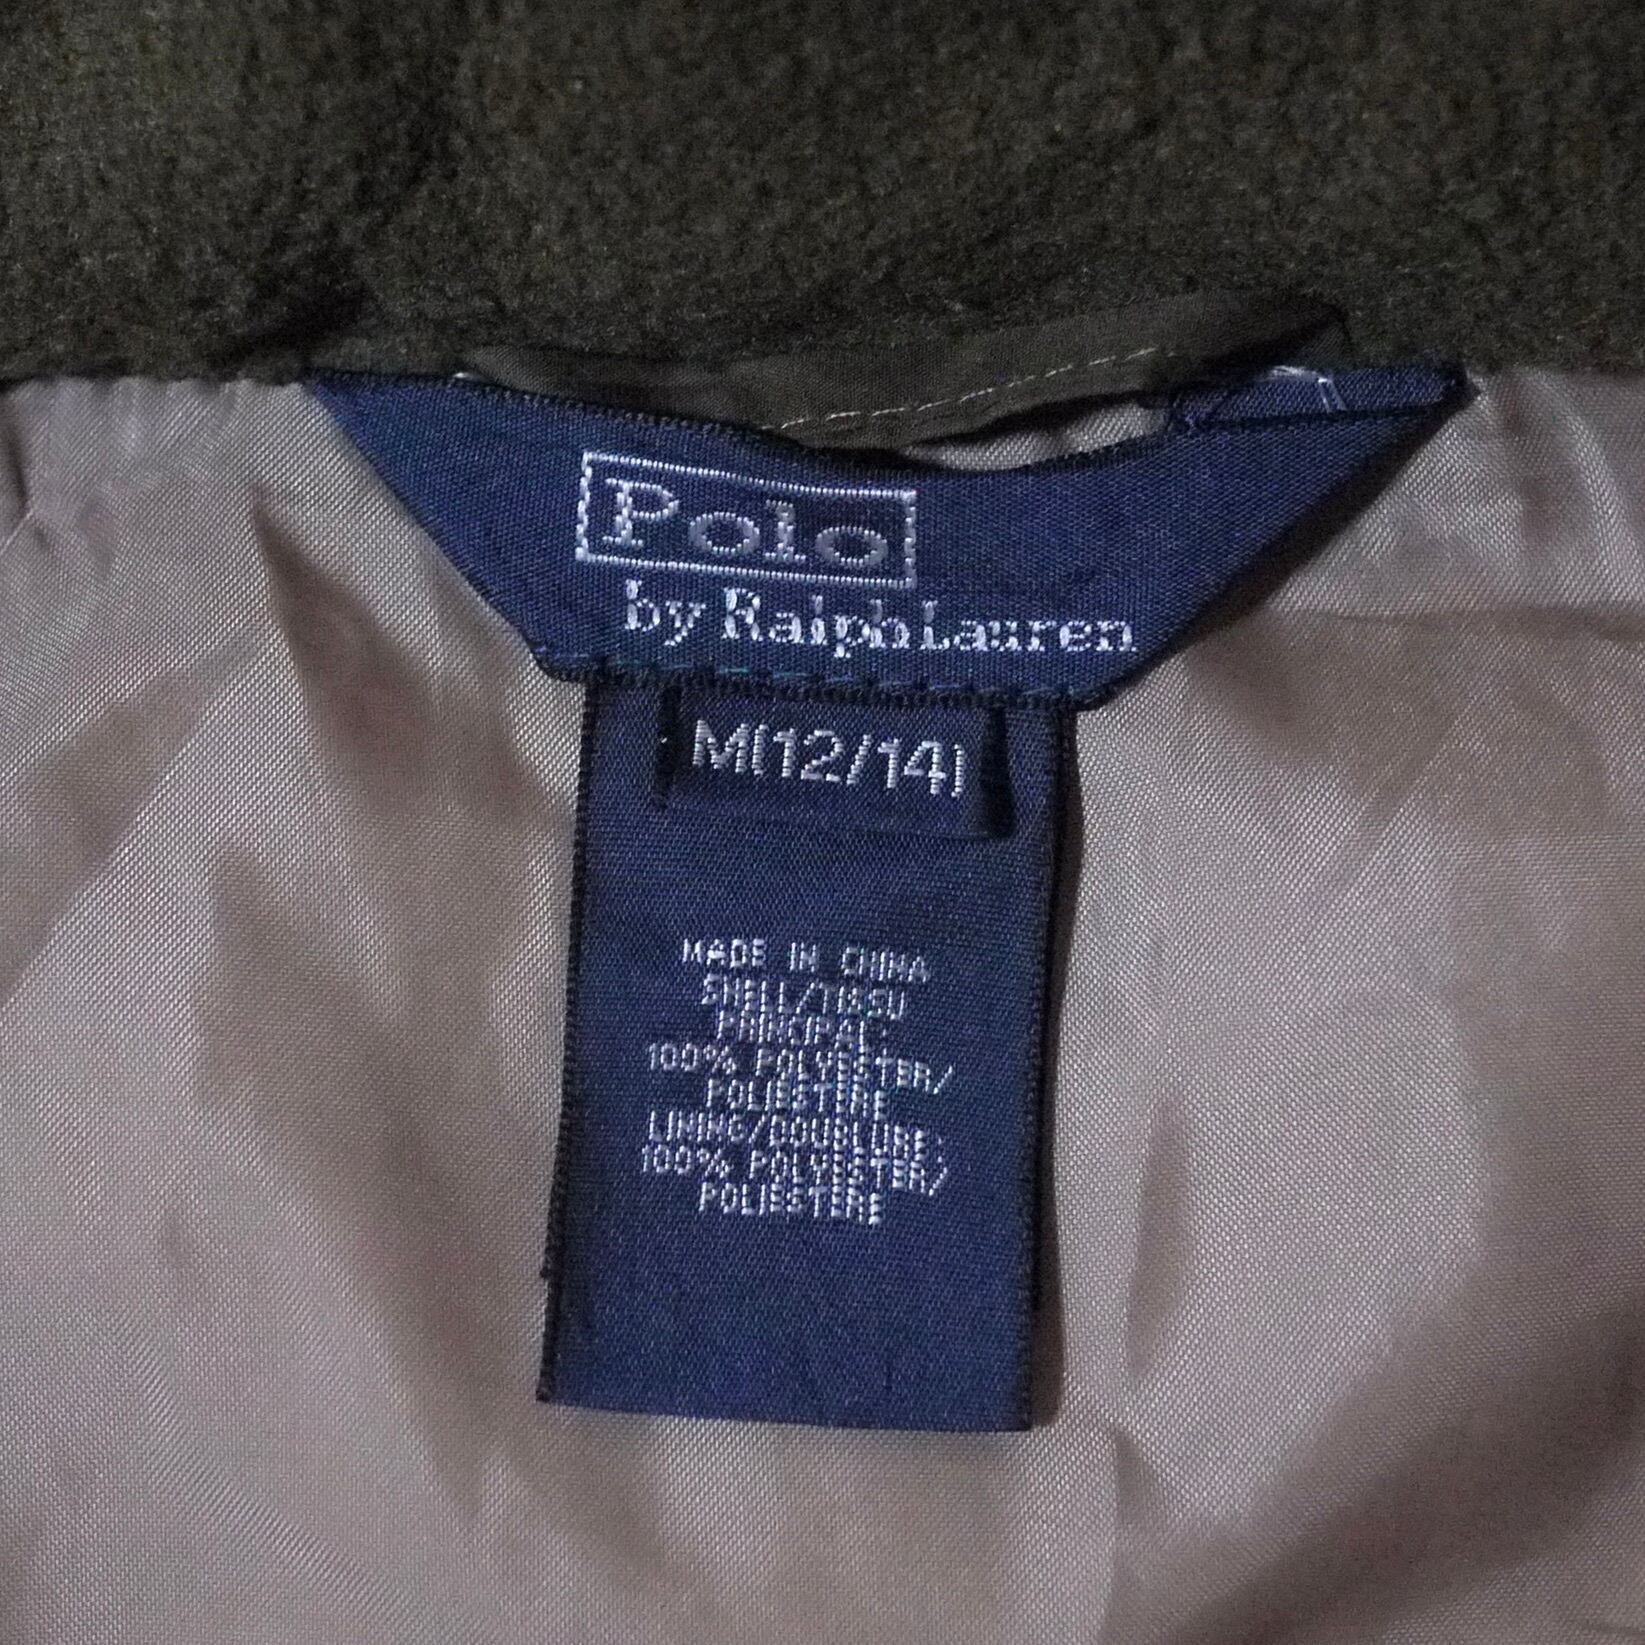 Polo
by Ralph Lauren
M(12/14)
MADE IN CHINA
SHELL/TISSU
PRINCIPAL
100% POLYESTER/
POLIESTERE
LINING/DOUBLURE:
100% POLYESTER/
POLIESTERE